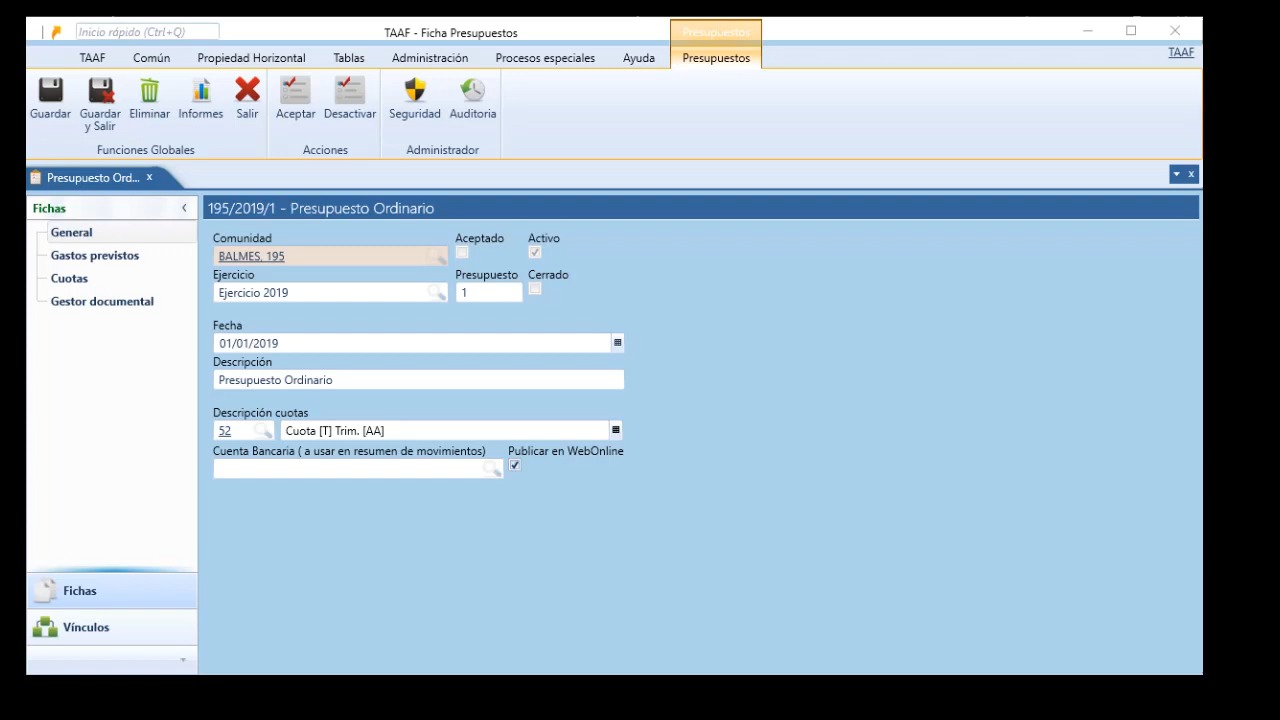 Inicio rápido (Ctrl+Q)
TAAF - Ficha Presupuestos
Presupuestos
TAAF Común Propiedad Horizontal Tablas Administración Procesos especiales Ayuda Presupuestos
TAAF
Guardar Guardar y Salir Eliminar Informes Salir Aceptar Desactivar Seguridad Auditoria
Funciones Globales Acciones Administrador
Presupuesto Ord... x
x
Fichas
General
Gastos previstos
Cuotas
Gestor documental
Fichas
Vínculos
195/2019/1 - Presupuesto Ordinario
Comunidad Aceptado Activo
BALMES, 195
Ejercicio Presupuesto Cerrado
Ejercicio 2019 1
Fecha
01/01/2019
Descripción
Presupuesto Ordinario
Descripción cuotas
52 Cuota [T] Trim. [AA]
Cuenta Bancaria ( a usar en resumen de movimientos) Publicar en WebOnline